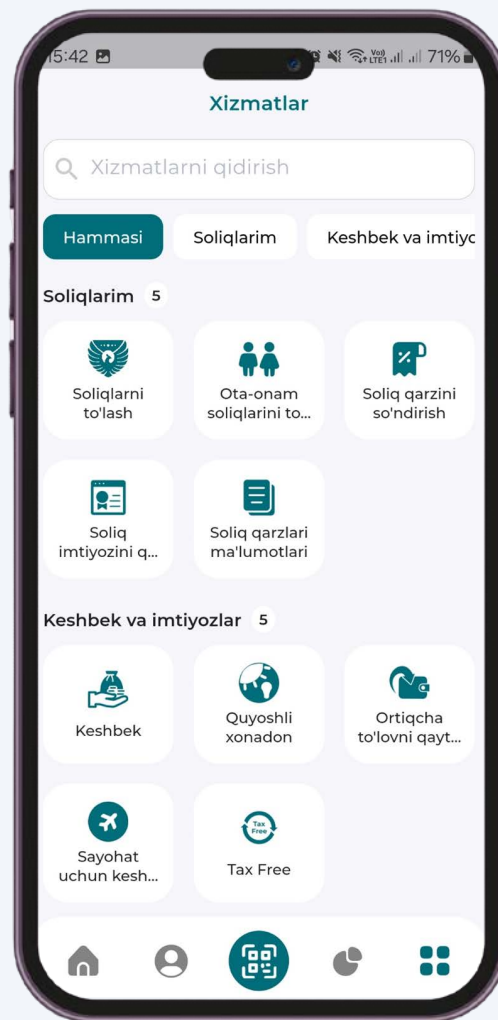 15:42 Vo)) LTE1 71%
Xizmatlar
Xizmatlarni qidirish
Hammasi Soliqlarim Keshbek va imtiyo
Soliqlarim 5
Soliqlarni
to'lash
Ota-onam
soliqlarini to...
Soliq qarzini
so'ndirish
Soliq
imtiyozini q...
Soliq qarzlari
ma'lumotlari
Keshbek va imtiyozlar 5
Keshbek
Quyoshli
xonadon
Ortiqcha
to'lovni qayt...
Sayohat
uchun kesh...
Tax
Free
Tax Free